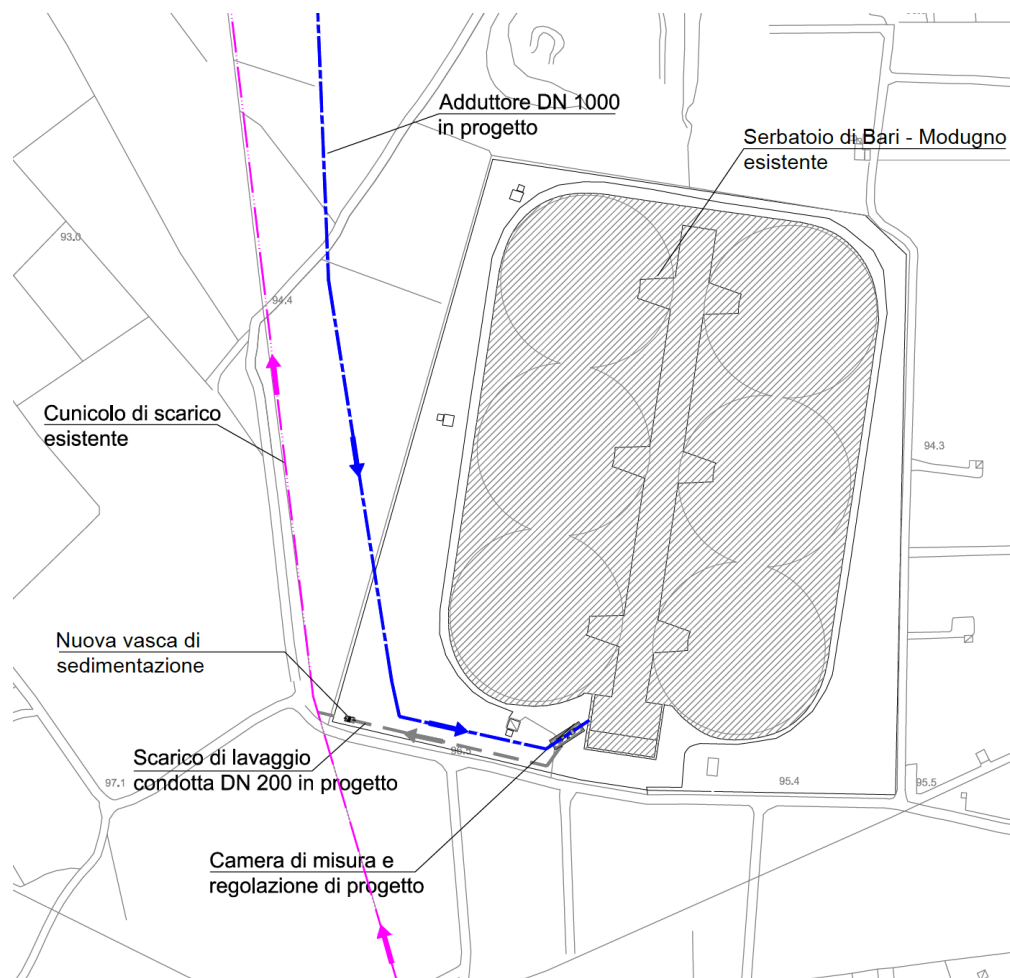 Adduttore DN 1000
in progetto
Serbatoio di Bari - Modugno
esistente
93.0
94.4
Cunicolo di scarico
esistente
94.3
Nuova vasca di
sedimentazione
Scarico di lavaggio
condotta DN 200 in progetto
97.1
95.4
95.5
Camera di misura e
regolazione di progetto